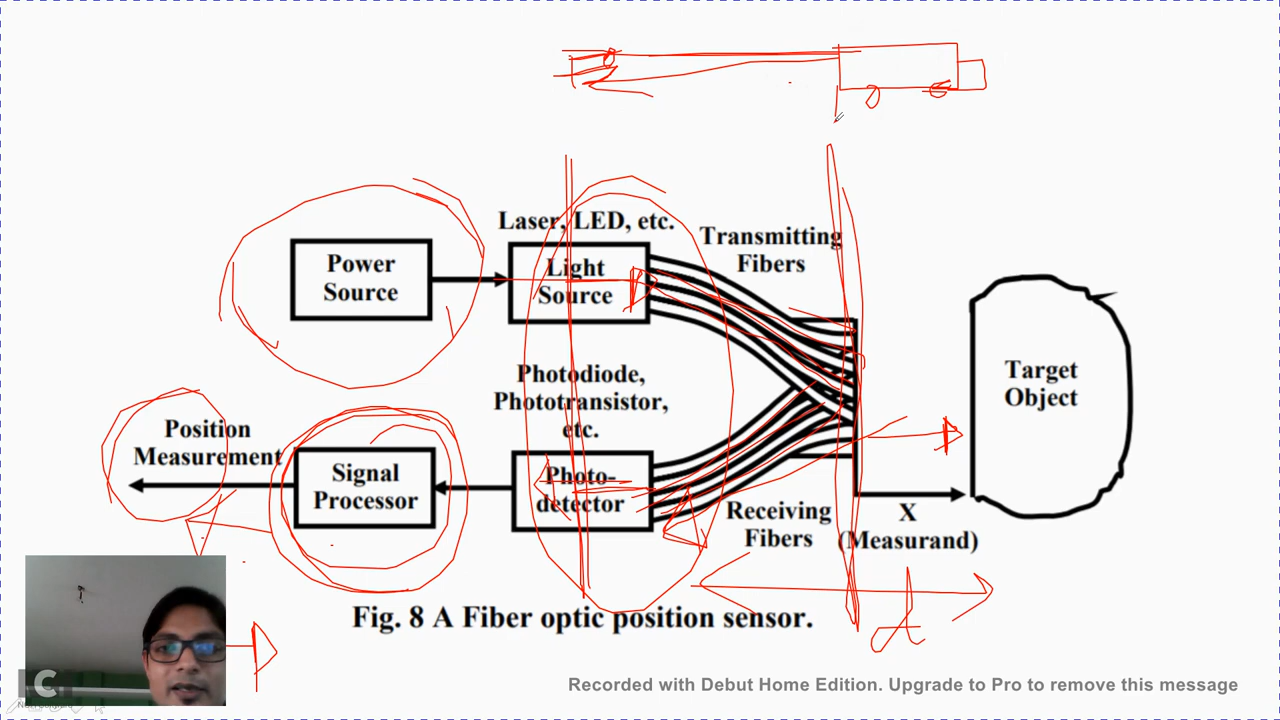 Laser, LED, etc.
Transmitting
Fibers
Power
Source
Light
Source
Target
Object
Photodiode,
Phototransistor,
etc.
Position
Measurement
Signal
Processor
Photo-
detector
Receiving
Fibers
X
(Measurand)
d
Fig. 8 A Fiber optic position sensor.
Recorded with Debut Home Edition. Upgrade to Pro to remove this message